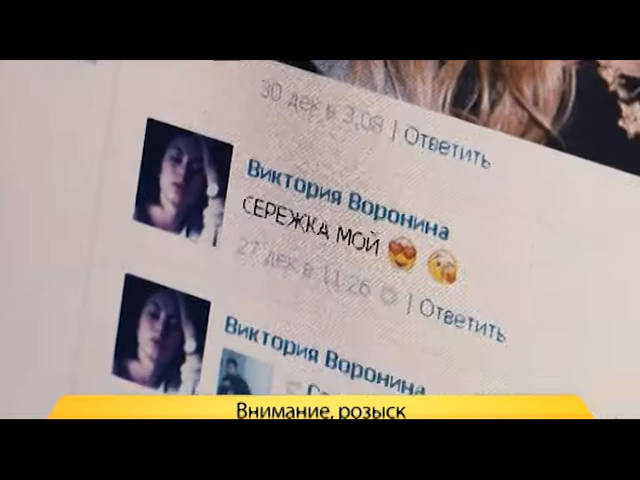 30 дек в 3:08 | Ответить
Виктория Воронина
СЕРЕЖКА МОЙ 😍 😘
27 дек в 11:26 | Ответить
Виктория Воронина
Внимание, розыск